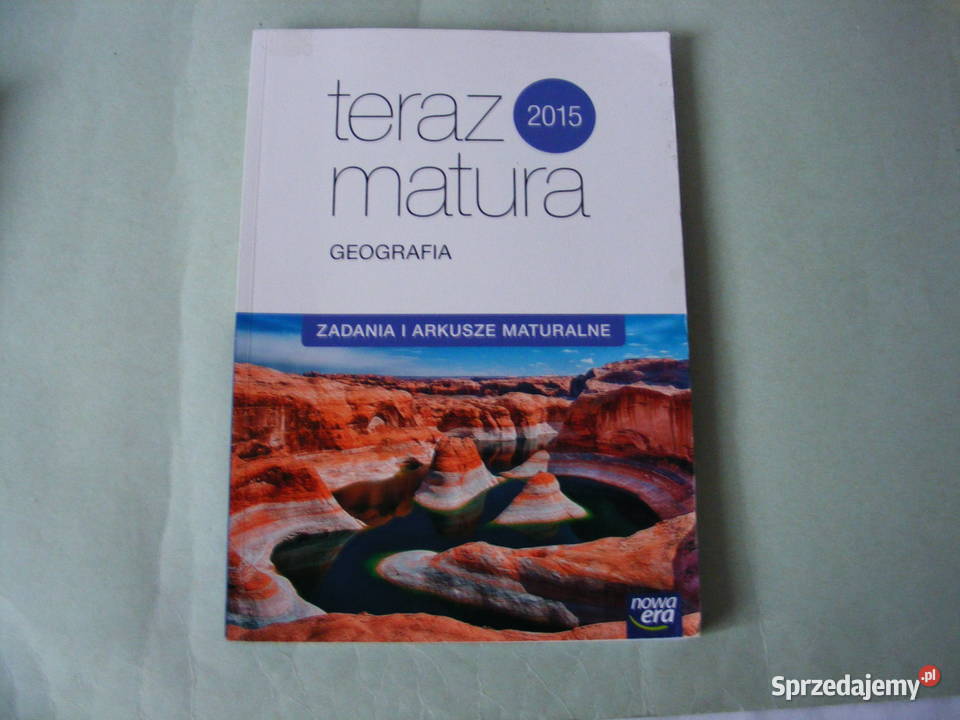 teraz 2015
matura
GEOGRAFIA
ZADANIA I ARKUSZE MATURALNE
nowa
era
Sprzedajemy.pl